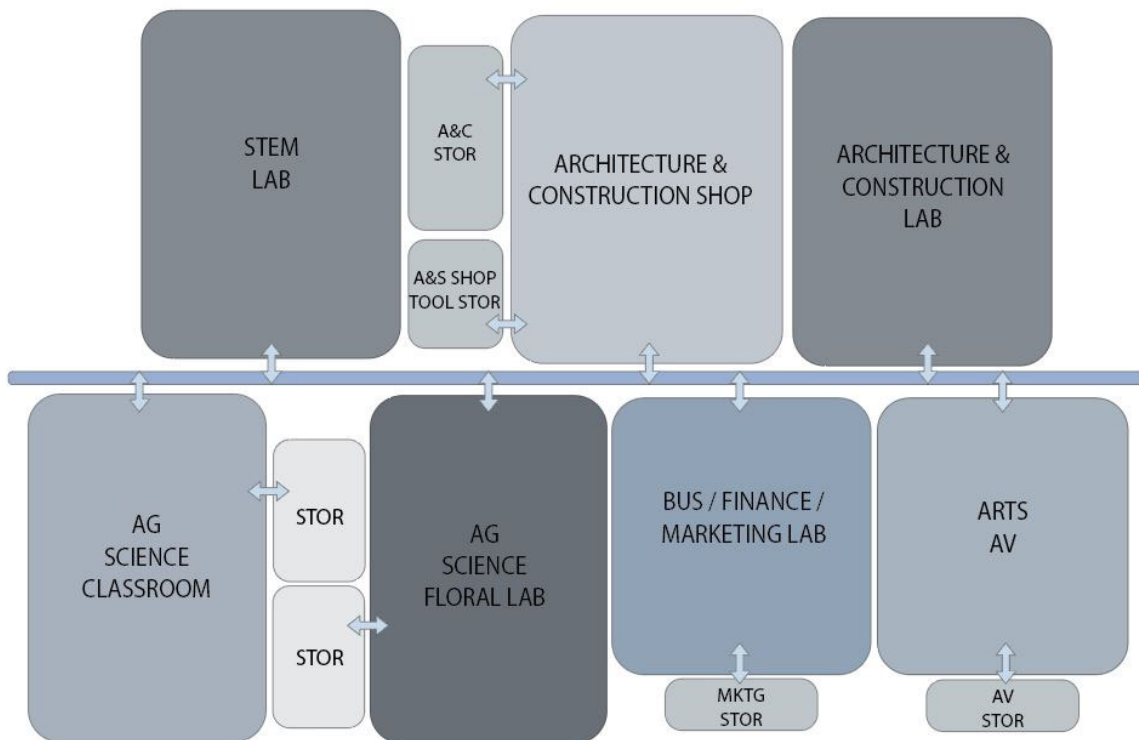 STEM
LAB
A&C
STOR
A&S SHOP
TOOL STOR
ARCHITECTURE &
CONSTRUCTION SHOP
ARCHITECTURE &
CONSTRUCTION
LAB
AG
SCIENCE
CLASSROOM
STOR
STOR
AG
SCIENCE
FLORAL LAB
BUS / FINANCE /
MARKETING LAB
MKTG
STOR
ARTS
AV
AV
STOR